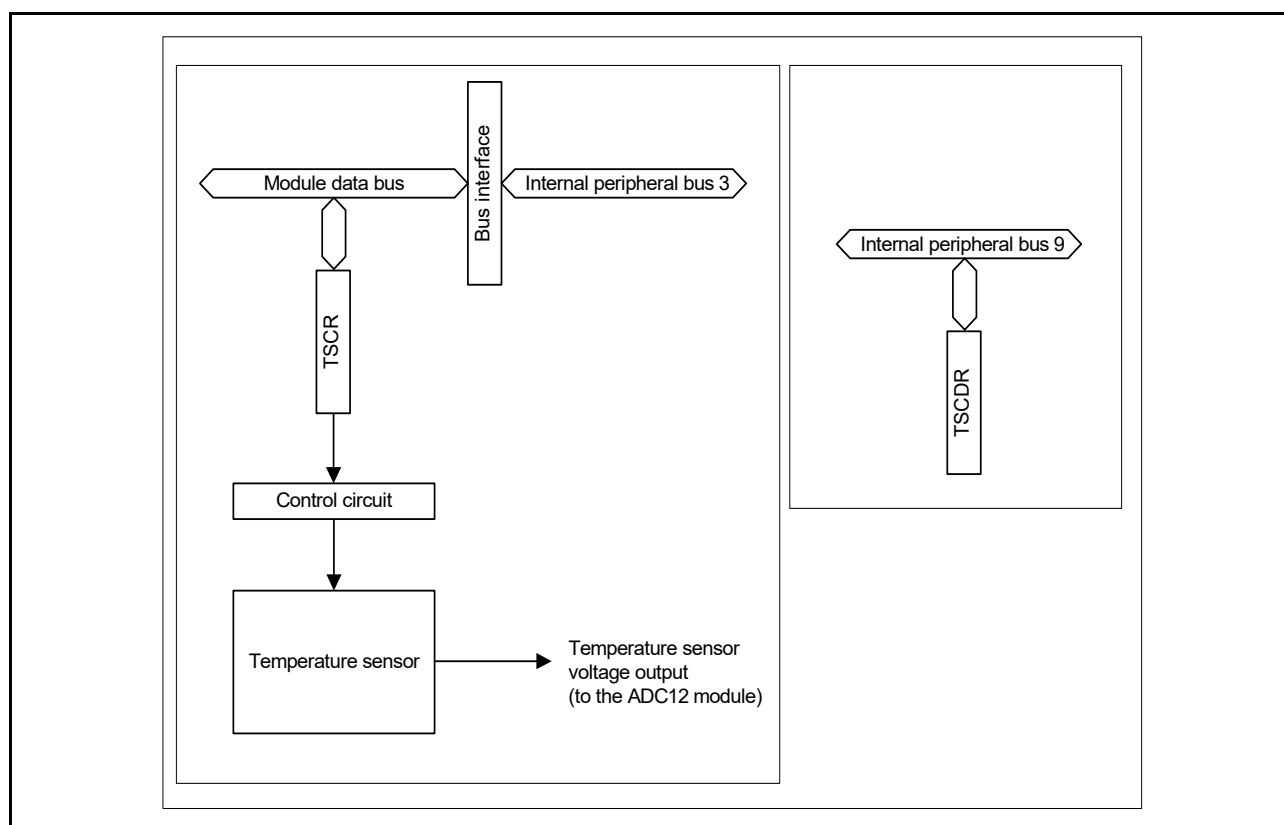 Bus interface
Module data bus
Internal peripheral bus 3
TSCR
Control circuit
Temperature sensor
Temperature sensor
voltage output
(to the ADC12 module)
Internal peripheral bus 9
TSCDR